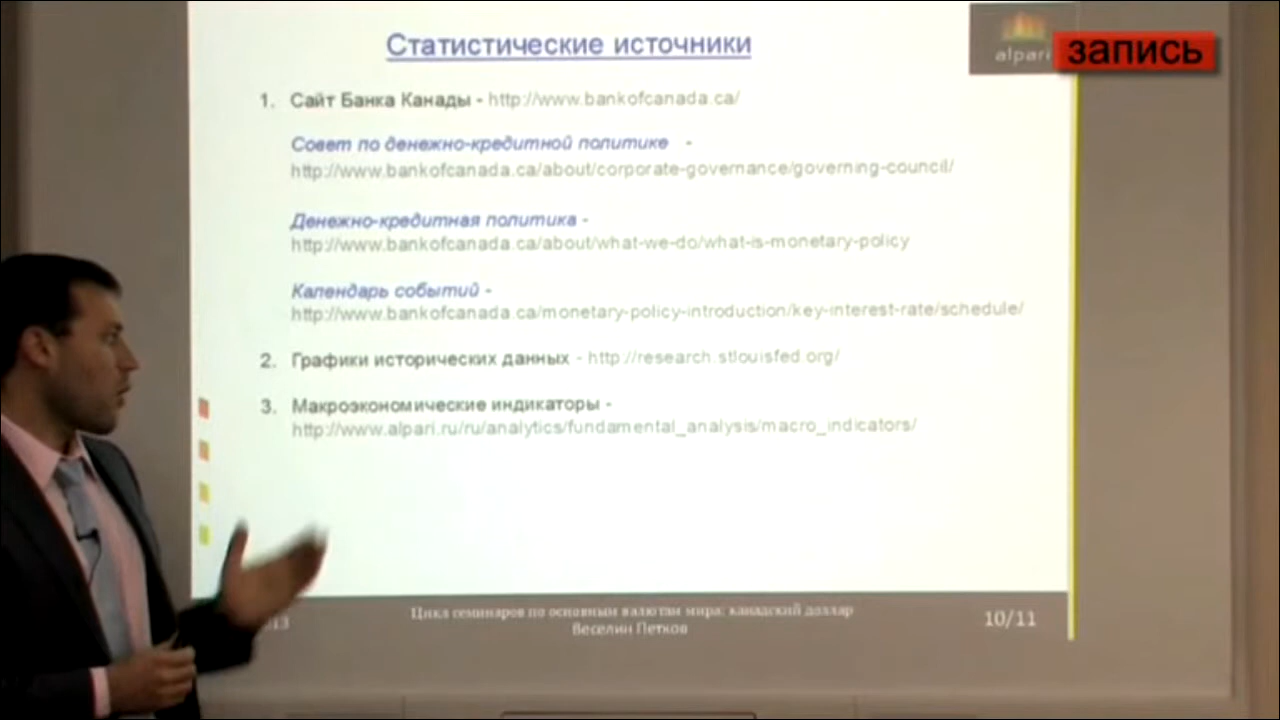 Статистические источники
alpari
запись
1. Сайт Банка Канады - http://www.bankofcanada.ca/
Совет по денежно-кредитной политике -
http://www.bankofcanada.ca/about/corporate-governance/governing-council/
Денежно-кредитная политика -
http://www.bankofcanada.ca/about/what-we-do/what-is-monetary-policy
Календарь событий -
http://www.bankofcanada.ca/monetary-policy-introduction/key-interest-rate/schedule/
2. Графики исторических данных - http://research.stlouisfed.org/
3. Макроэкономические индикаторы -
http://www.alpari.ru/ru/analytics/fundamental_analysis/macro_indicators/
Цикл семинаров по основным валютам мира: канадский доллар
Веселин Петков
10/11